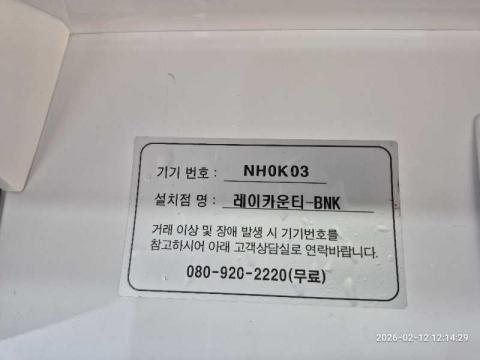 기기 번호 : NH0K03
설치점 명 : 레이카운티-BNK
거래 이상 및 장애 발생 시 기기번호를
참고하시어 아래 고객상담실로 연락바랍니다.
080-920-2220(무료)
2026-02-12 12:14:29